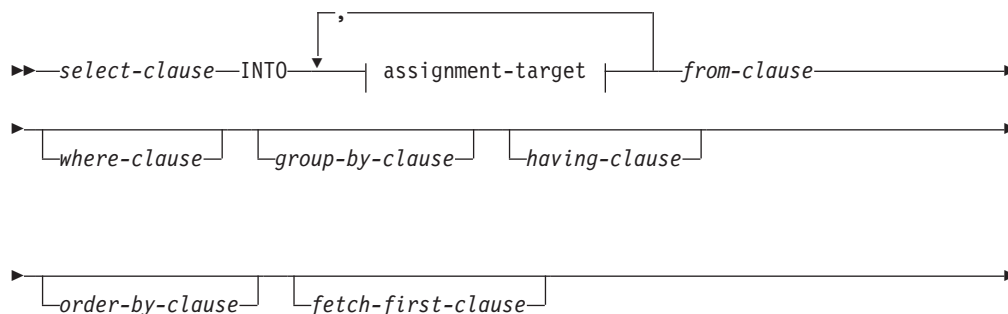 ,
select-clause INTO assignment-target from-clause
where-clause group-by-clause having-clause
order-by-clause fetch-first-clause